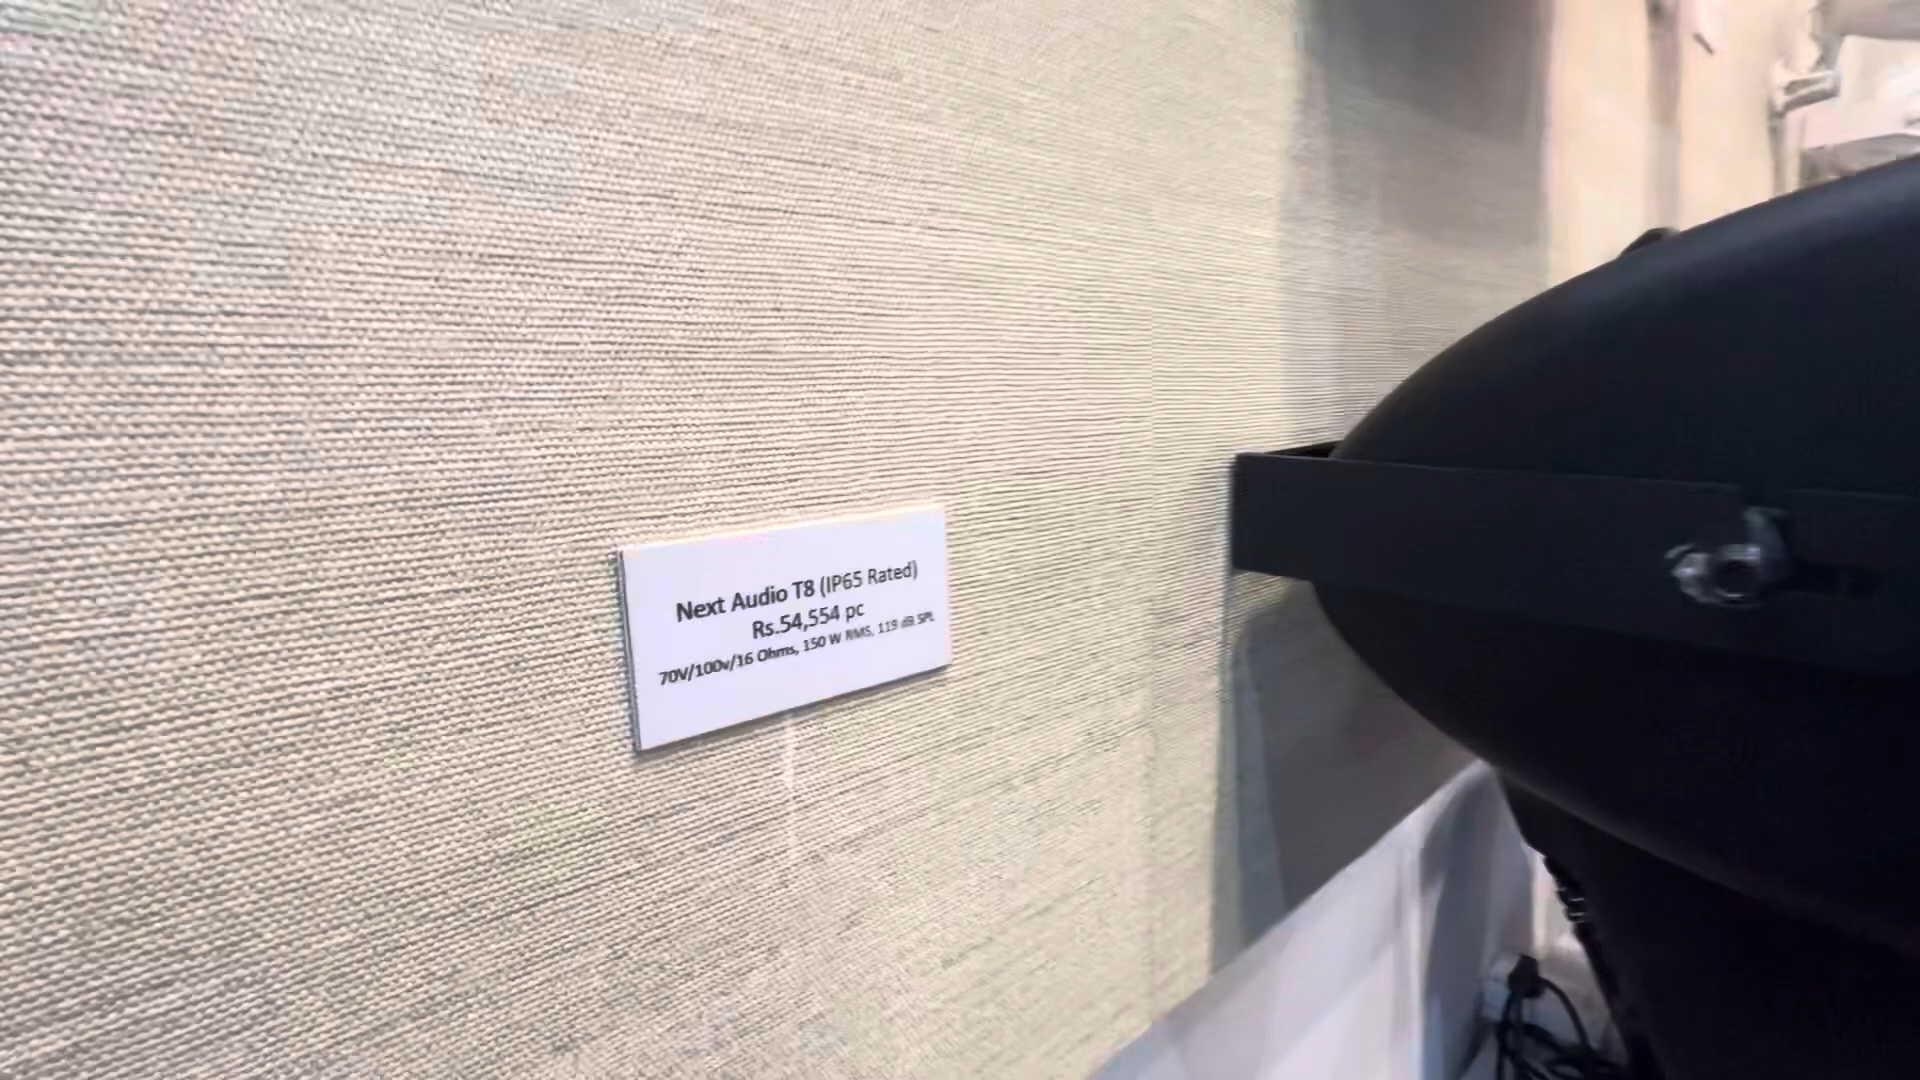 Next Audio T8 (IP65 Rated)
Rs.54,554 pc
70V/100v/16 Ohms, 150 W RMS, 119 dB SPL